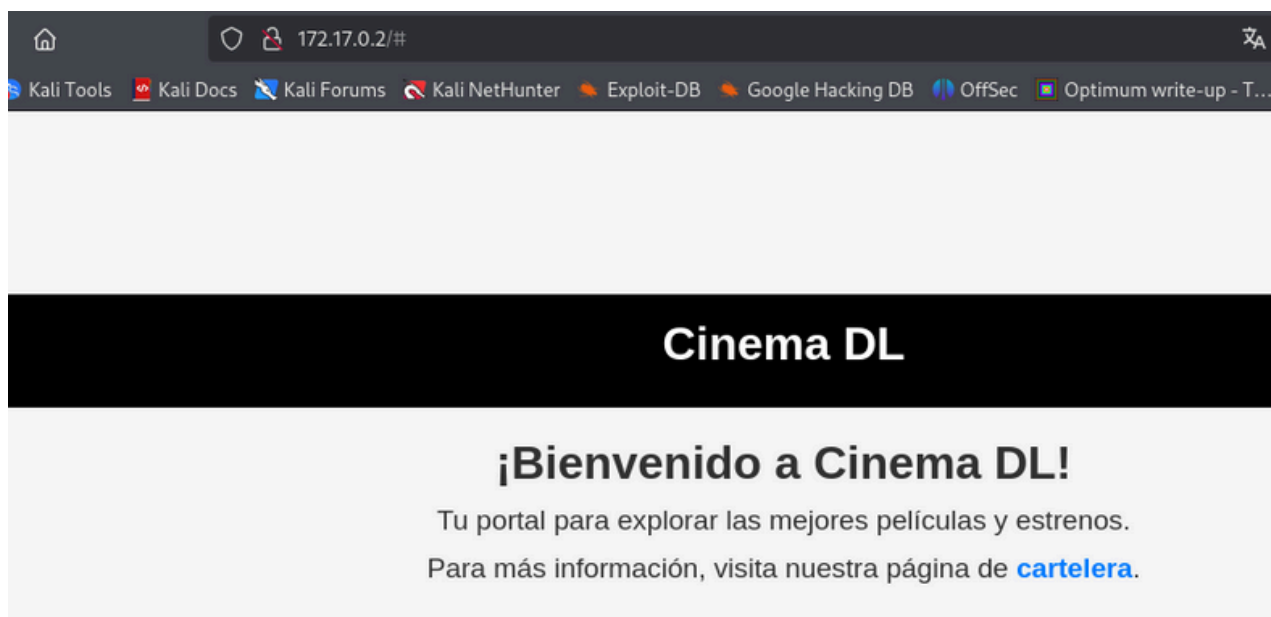 172.17.0.2/#
Kali Tools Kali Docs Kali Forums Kali NetHunter Exploit-DB Google Hacking DB OffSec Optimum write-up - T...
Cinema DL
¡Bienvenido a Cinema DL!
Tu portal para explorar las mejores películas y estrenos.
Para más información, visita nuestra página de cartelera.